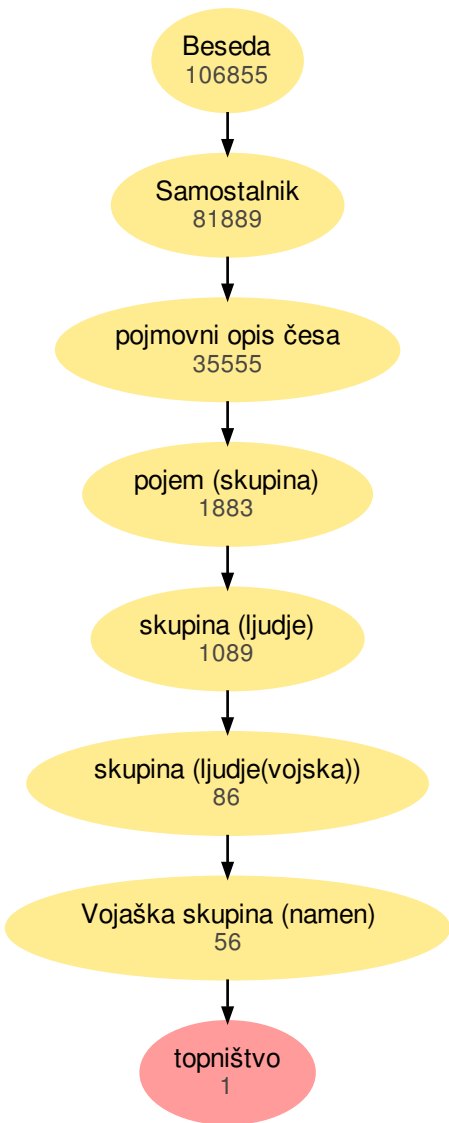 Beseda
106855
Samostalnik
81889
pojmovni opis česa
35555
pojem (skupina)
1883
skupina (ljudje)
1089
skupina (ljudje(vojska))
86
Vojaška skupina (namen)
56
topništvo
1